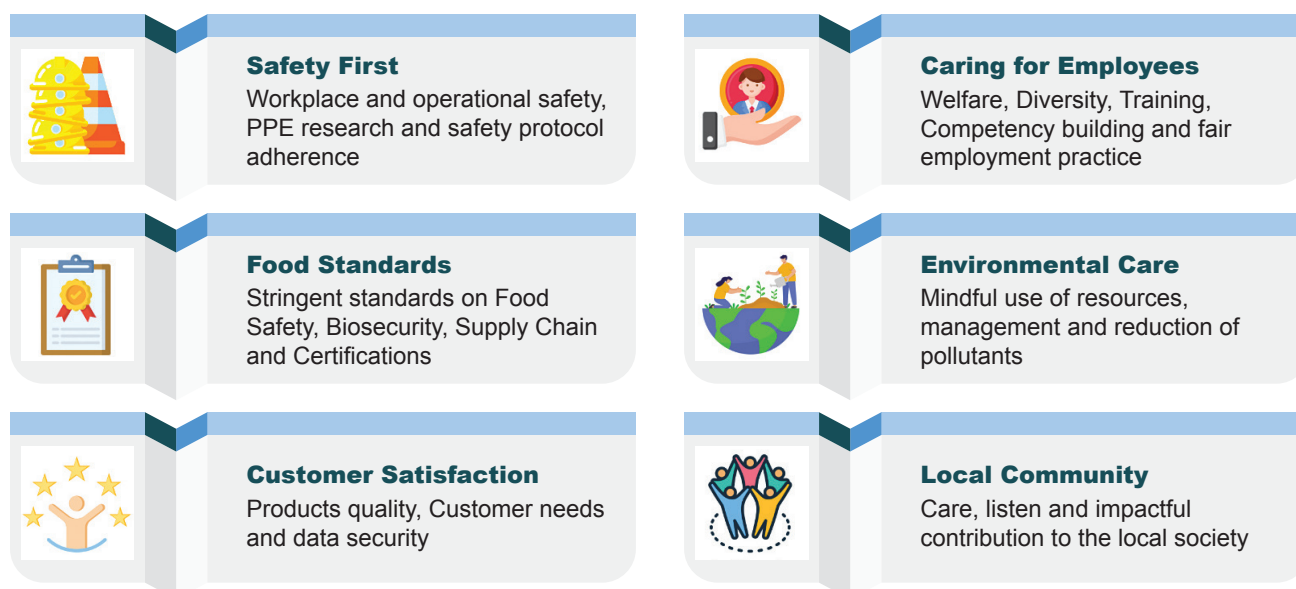 Safety First
Workplace and operational safety,
PPE research and safety protocol
adherence
Caring for Employees
Welfare, Diversity, Training,
Competency building and fair
employment practice
Food Standards
Stringent standards on Food
Safety, Biosecurity, Supply Chain
and Certifications
Environmental Care
Mindful use of resources,
management and reduction of
pollutants
Customer Satisfaction
Products quality, Customer needs
and data security
Local Community
Care, listen and impactful
contribution to the local society